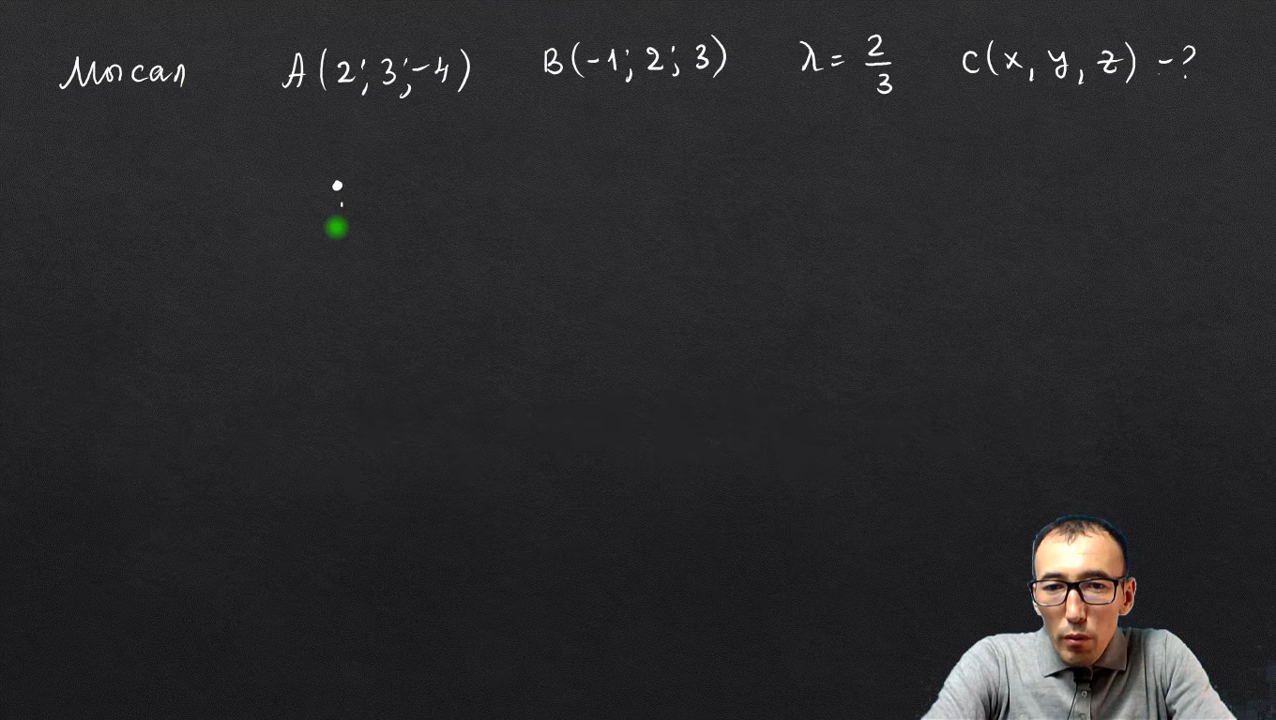 Мысал A(2; 3; -4) B(-1; 2; 3) λ = 2/3 C(x, y, z) - ?